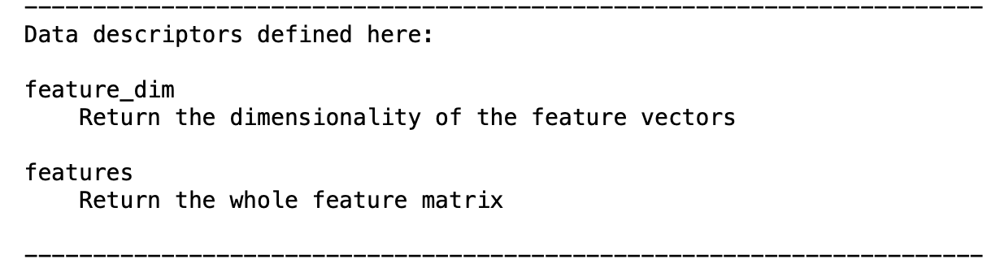 ----------------------------------------------------------------------
Data descriptors defined here:
feature_dim
Return the dimensionality of the feature vectors
features
Return the whole feature matrix
----------------------------------------------------------------------